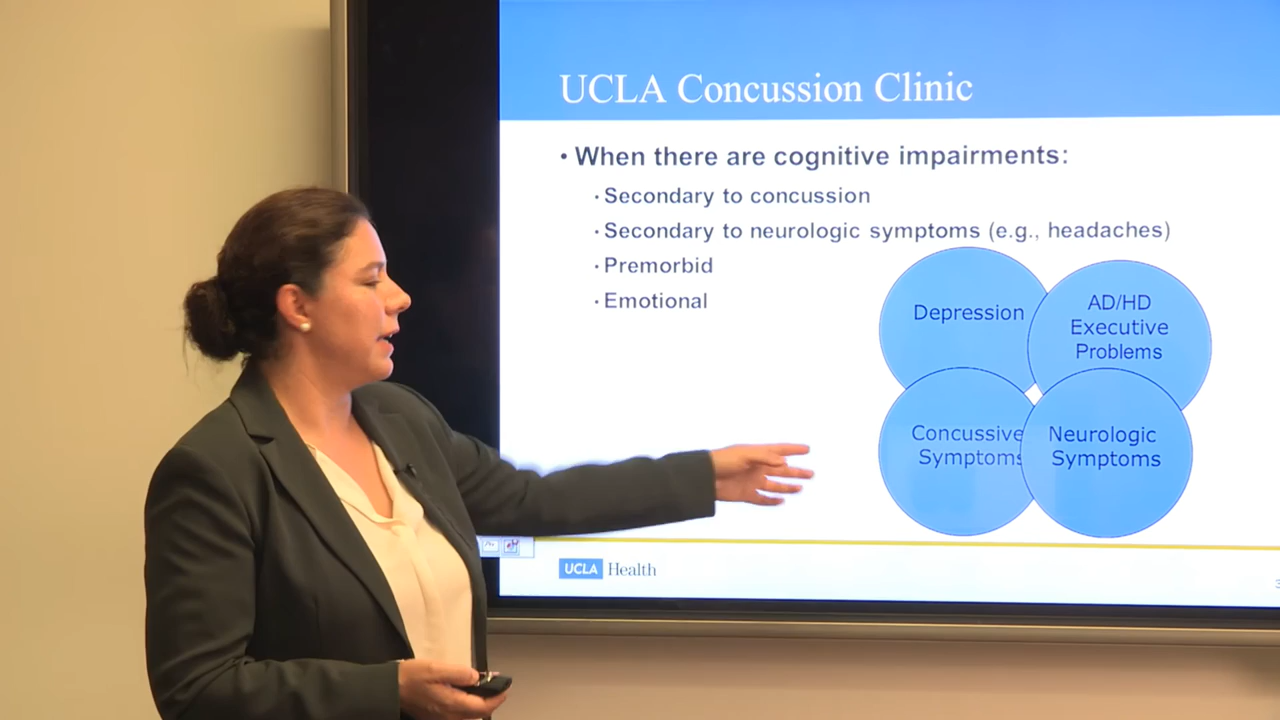 UCLA Concussion Clinic
• When there are cognitive impairments:
• Secondary to concussion
• Secondary to neurologic symptoms (e.g., headaches)
• Premorbid
• Emotional
Depression
AD/HD
Executive
Problems
Concussive
Symptoms
Neurologic
Symptoms
UCLA Health